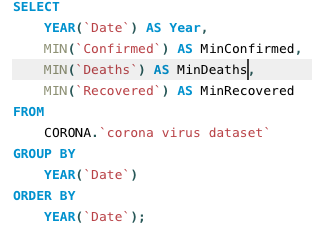 SELECT
YEAR(`Date`) AS Year,
MIN(`Confirmed`) AS MinConfirmed,
MIN(`Deaths`) AS MinDeaths,
MIN(`Recovered`) AS MinRecovered
FROM
CORONA.`corona virus dataset`
GROUP BY
YEAR(`Date`)
ORDER BY
YEAR(`Date`);